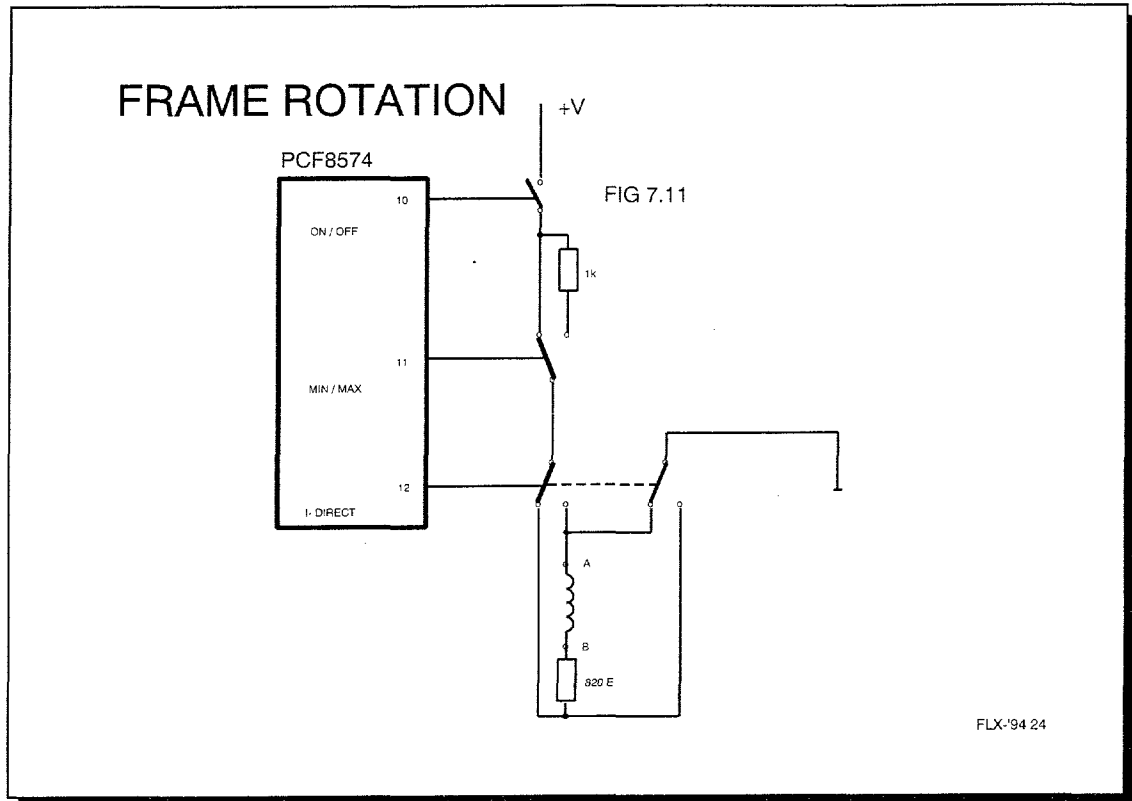 FRAME ROTATION
+V
PCF8574
FIG 7.11
10
ON / OFF
1k
11
MIN / MAX
12
I- DIRECT
A
B
820 E
FLX-'94 24